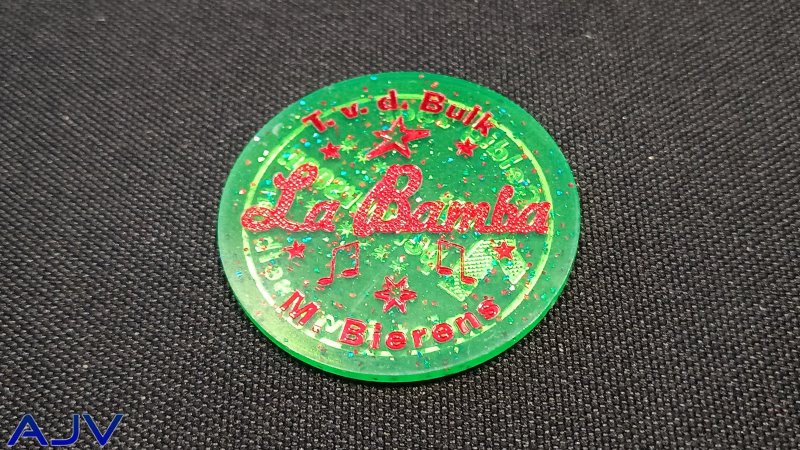 T. v. d. Bulk
La Bamba
M. Bierens
AJV